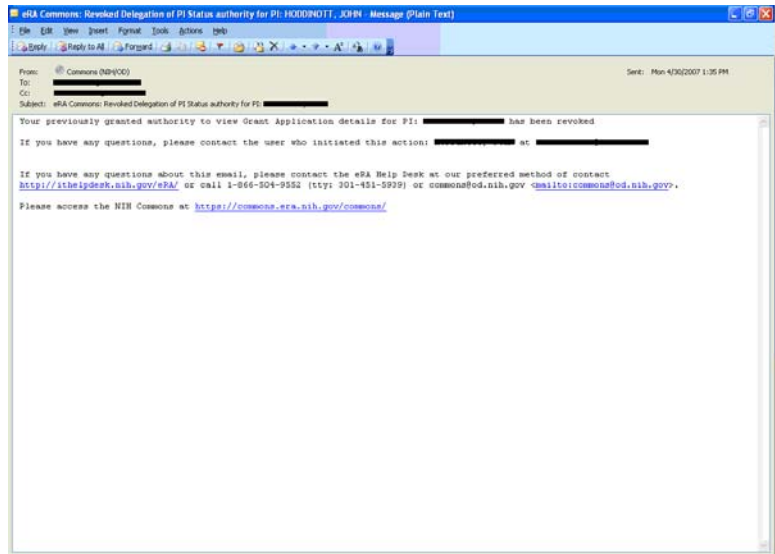 eRA Commons: Revoked Delegation of PI Status authority for PI: HODDINOTT, JOHN - Message (Plain Text)
File Edit View Insert Format Tools Actions Help
Reply Reply to All Forward
From: Commons (NIH/OD) Sent: Mon 4/30/2007 1:35 PM
To:
Cc:
Subject: eRA Commons: Revoked Delegation of PI Status authority for PI:
Your previously granted authority to view Grant Application details for PI: has been revoked
If you have any questions, please contact the user who initiated this action: at
If you have any questions about this email, please contact the eRA Help Desk at our preferred method of contact
http://ithelpdesk.nih.gov/eRA/ or call 1-866-504-9552 (tty: 301-451-5939) or commons@od.nih.gov <mailto:commons@od.nih.gov>.
Please access the NIH Commons at https://commons.era.nih.gov/commons/